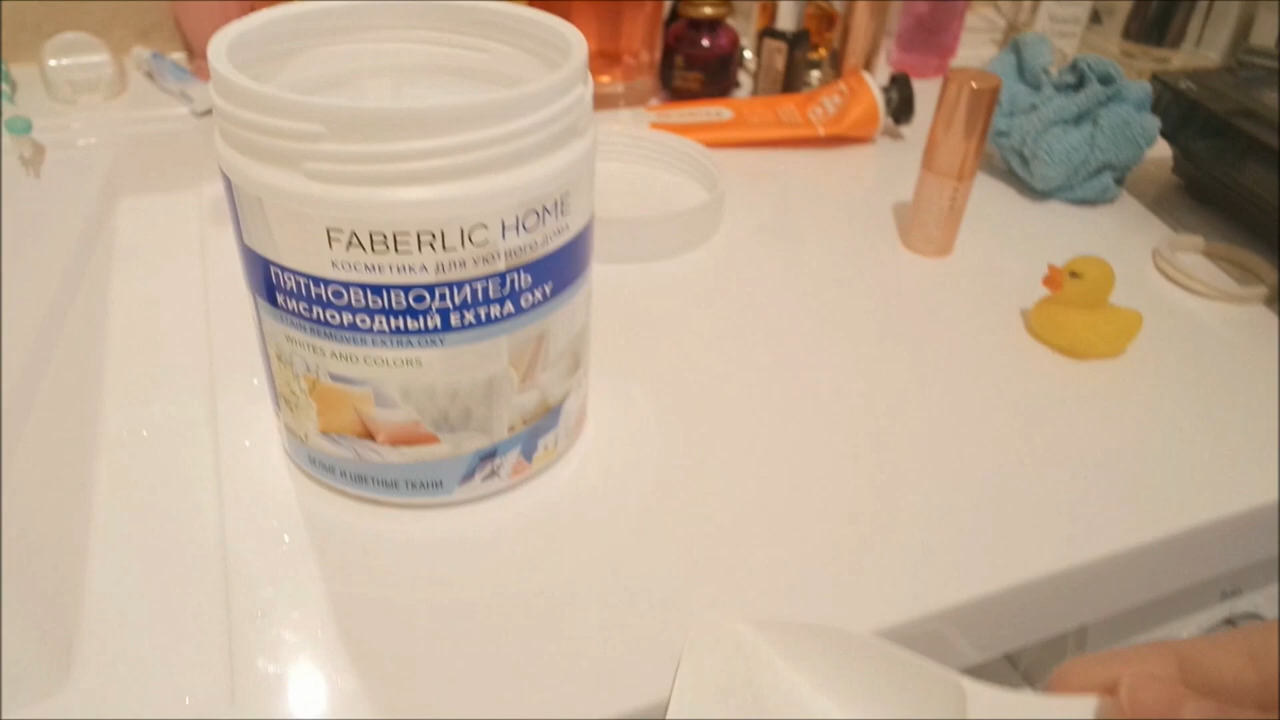 FABERLIC HOME
КОСМЕТИКА ДЛЯ УЮТНОГО ДОМА
ПЯТНОВЫВОДИТЕЛЬ
КИСЛОРОДНЫЙ EXTRA OXY
STAIN REMOVER EXTRA OXY
WHITES AND COLORS
БЕЛЫЕ И ЦВЕТНЫЕ ТКАНИ